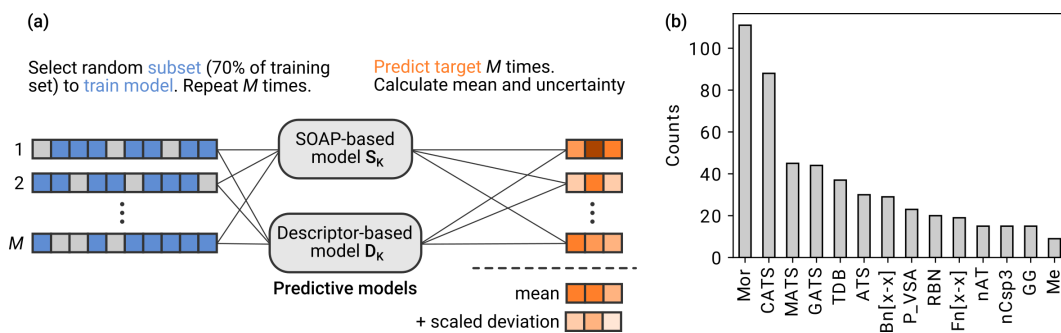 (a)
Select random subset (70% of training
set) to train model. Repeat M times.
Predict target M times.
Calculate mean and uncertainty
1
2
M
SOAP-based
model S_K
Descriptor-based
model D_K
Predictive models
mean
+ scaled deviation
(b)
Counts
100
80
60
40
20
0
Mor
CATS
MATS
GATS
TDB
ATS
Bn[x-x]
P_VSA
RBN
Fn[x-x]
nAT
nCsp3
GG
Me